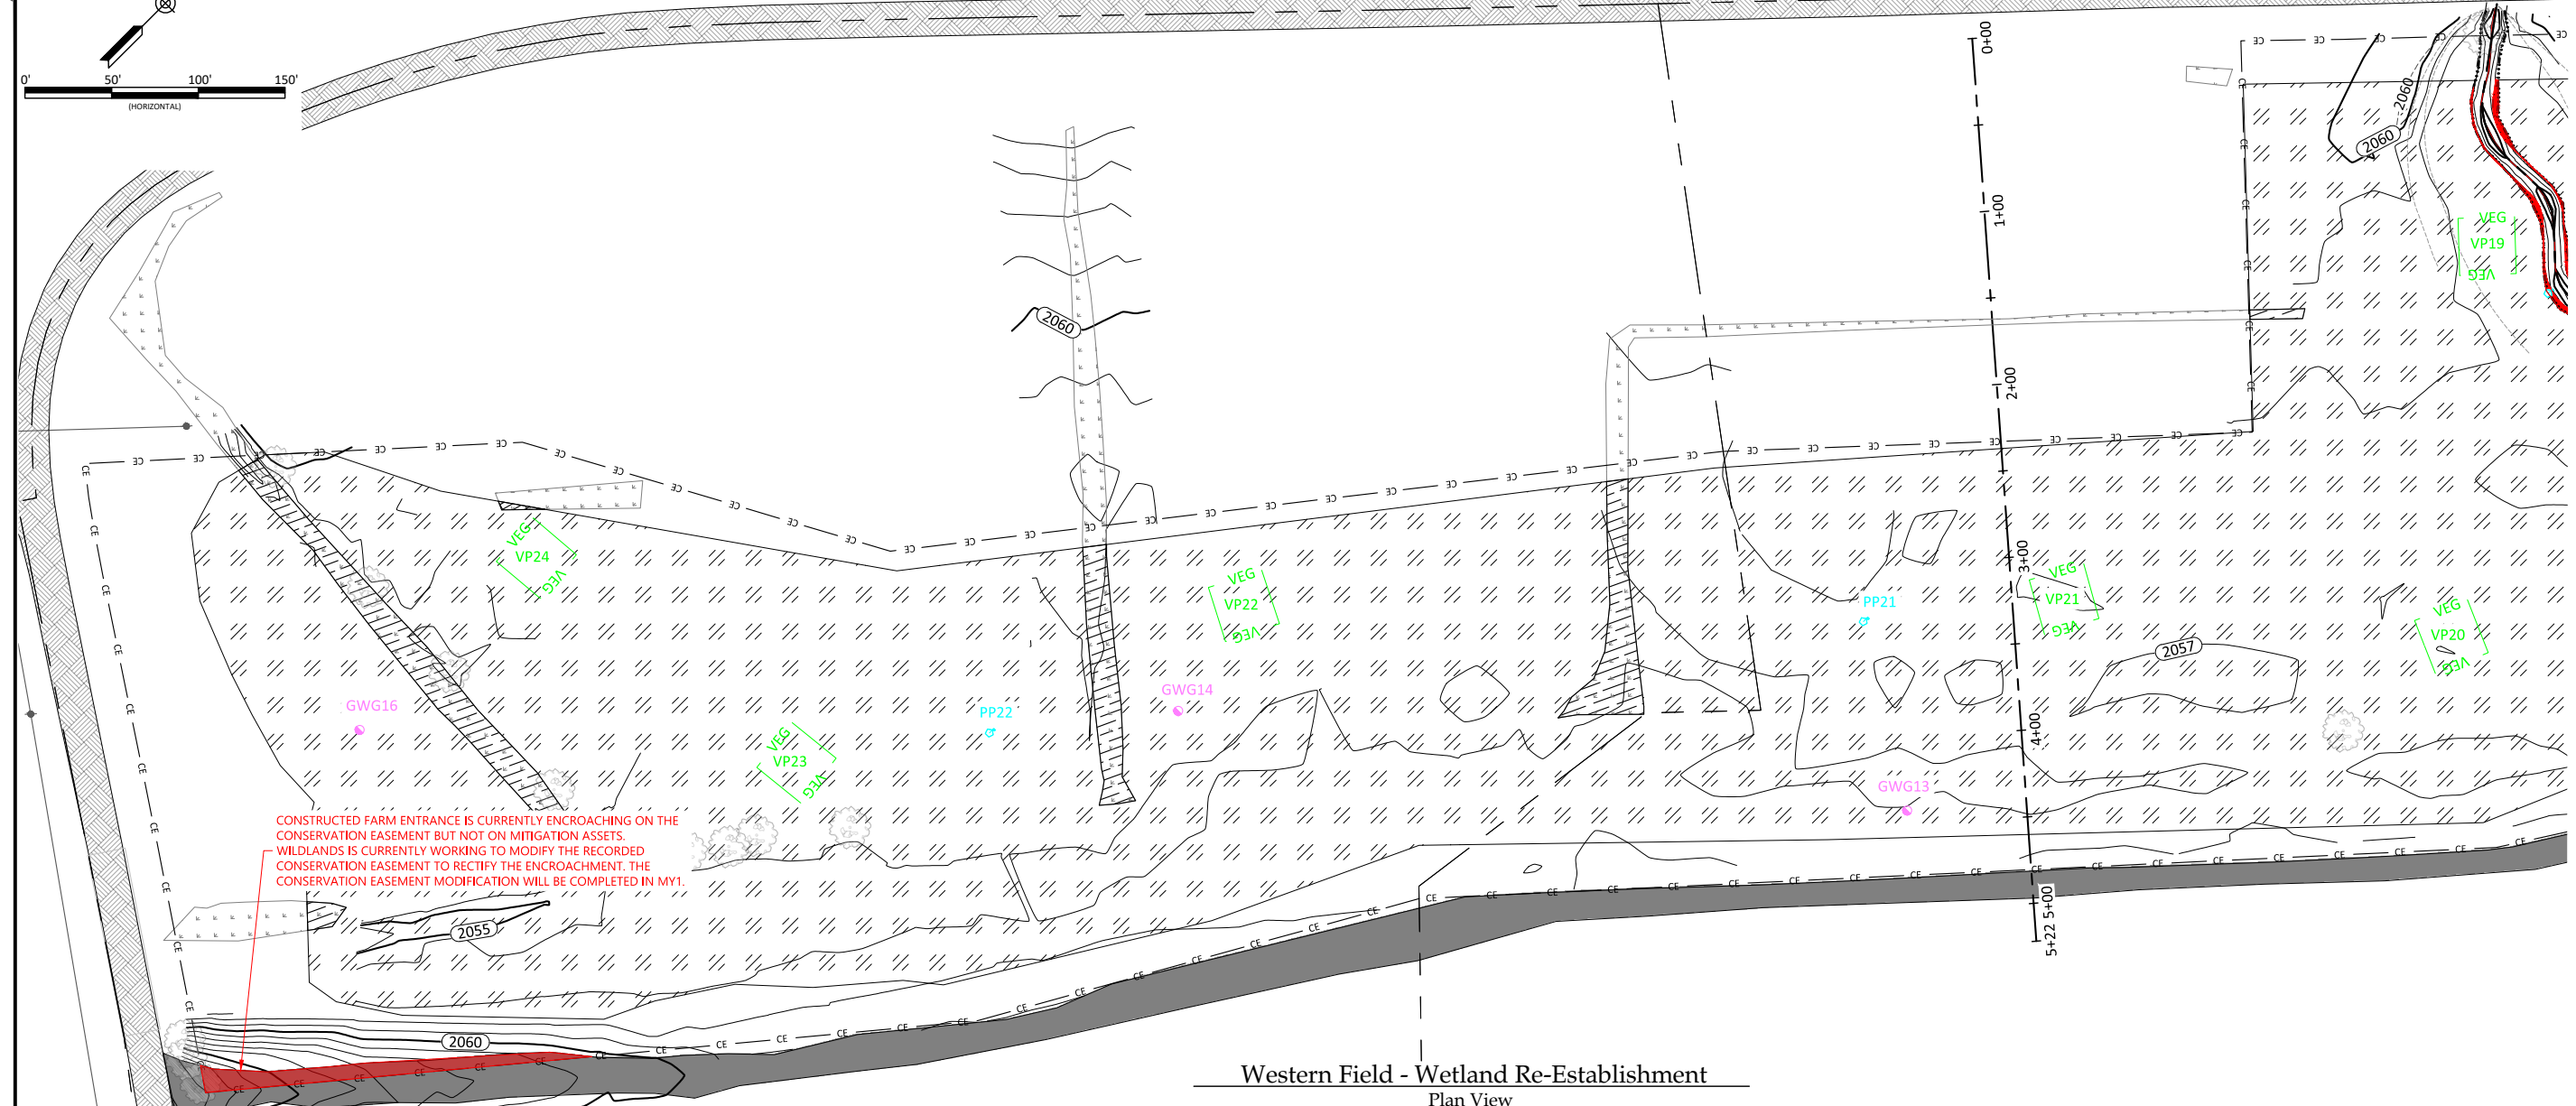 0' 50' 100' 150'
(HORIZONTAL)
0+00
1+00
2+00
3+00
4+00
5+00
5+22
2060
2060
2060
2057
2055
2060
VEG
VP19
VEG
VEG
VP20
VEG
VEG
VP21
VEG
VEG
VP22
VEG
VEG
VP23
VEG
VEG
VP24
VEG
PP21
PP22
GWG13
GWG14
GWG16
CE
CONSTRUCTED FARM ENTRANCE IS CURRENTLY ENCROACHING ON THE
CONSERVATION EASEMENT BUT NOT ON MITIGATION ASSETS.
WILDLANDS IS CURRENTLY WORKING TO MODIFY THE RECORDED
CONSERVATION EASEMENT TO RECTIFY THE ENCROACHMENT. THE
CONSERVATION EASEMENT MODIFICATION WILL BE COMPLETED IN MY1.
Western Field - Wetland Re-Establishment
Plan View